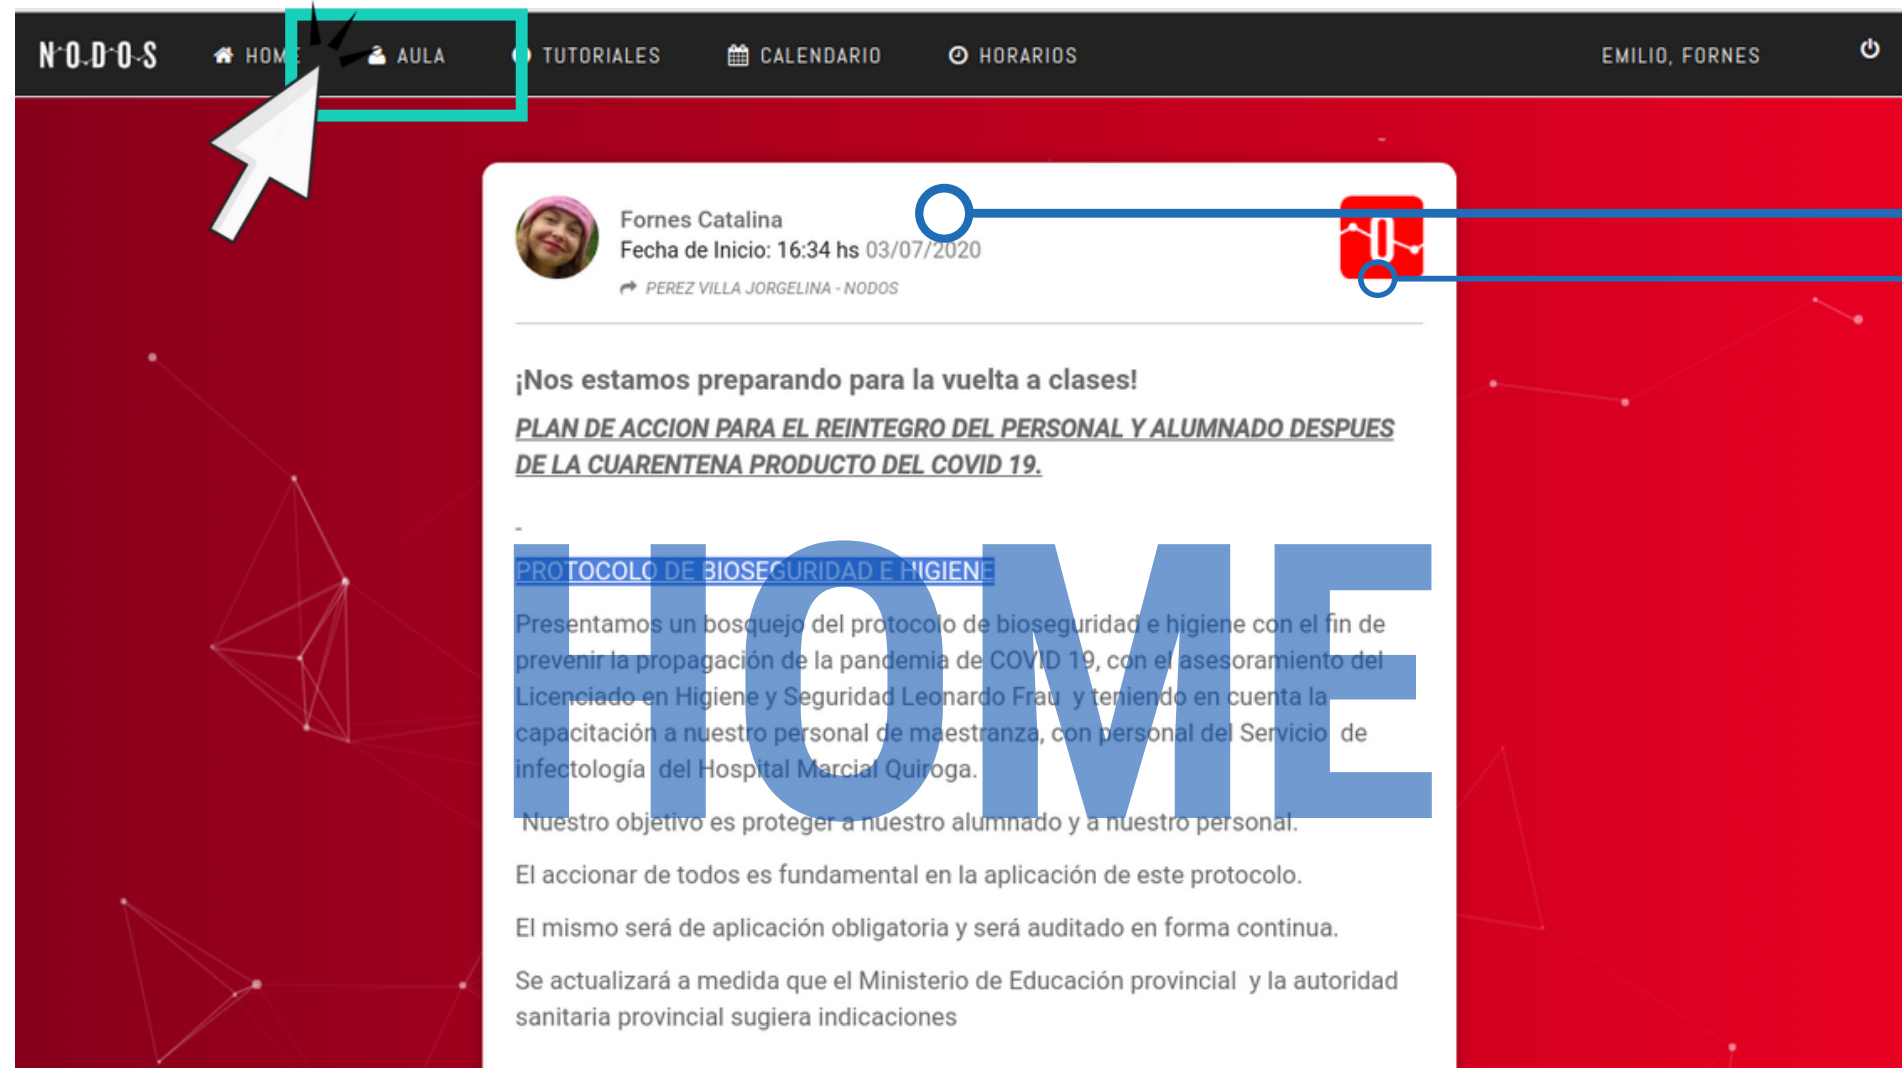 N·O·D·O·S HOME AULA TUTORIALES CALENDARIO HORARIOS EMILIO, FORNES
Fornes Catalina
Fecha de Inicio: 16:34 hs 03/07/2020
PEREZ VILLA JORGELINA - NODOS
¡Nos estamos preparando para la vuelta a clases!
PLAN DE ACCION PARA EL REINTEGRO DEL PERSONAL Y ALUMNADO DESPUES
DE LA CUARENTENA PRODUCTO DEL COVID 19.
-
PROTOCOLO DE BIOSEGURIDAD E HIGIENE
HOME
Presentamos un bosquejo del protocolo de bioseguridad e higiene con el fin de
prevenir la propagación de la pandemia de COVID 19, con el asesoramiento del
Licenciado en Higiene y Seguridad Leonardo Frau y teniendo en cuenta la
capacitación a nuestro personal de maestranza, con personal del Servicio de
infectología del Hospital Marcial Quiroga.
Nuestro objetivo es proteger a nuestro alumnado y a nuestro personal.
El accionar de todos es fundamental en la aplicación de este protocolo.
El mismo será de aplicación obligatoria y será auditado en forma continua.
Se actualizará a medida que el Ministerio de Educación provincial y la autoridad
sanitaria provincial sugiera indicaciones